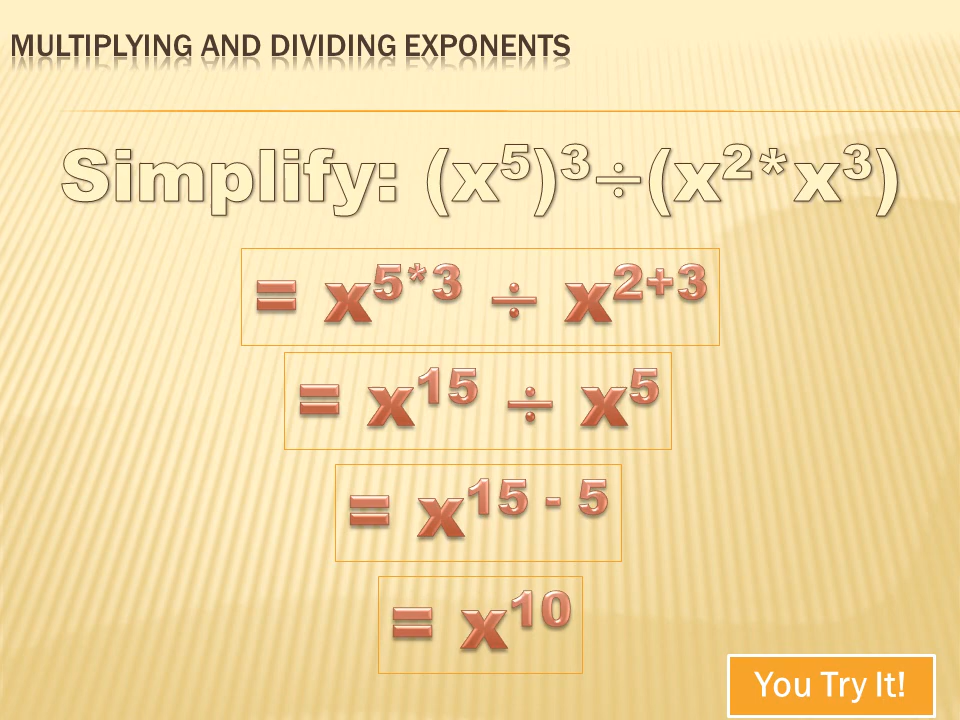 MULTIPLYING AND DIVIDING EXPONENTS
Simplify: (x⁵)³÷(x²*x³)
= x⁵*³ ÷ x²⁺³
= x¹⁵ ÷ x⁵
= x¹⁵ ⁻ ⁵
= x¹⁰
You Try It!